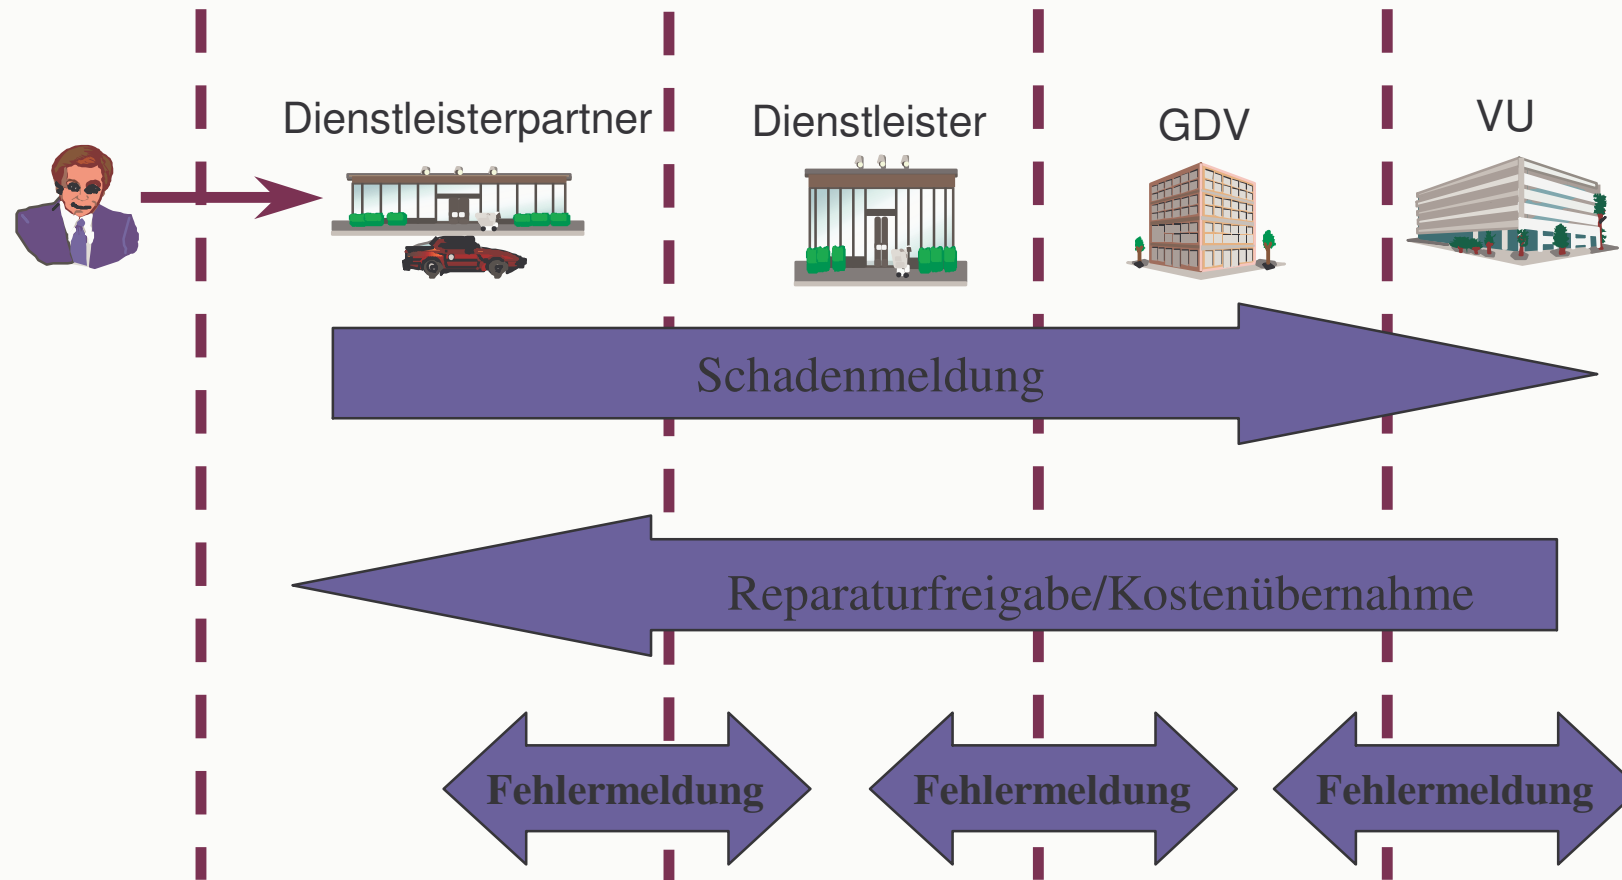 Dienstleisterpartner
Dienstleister
GDV
VU
Schadenmeldung
Reparaturfreigabe/Kostenübernahme
Fehlermeldung
Fehlermeldung
Fehlermeldung